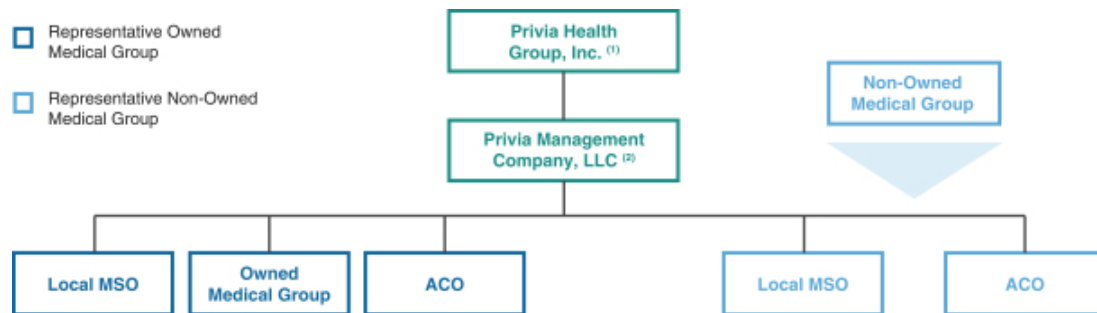 Representative Owned
Medical Group
Representative Non-Owned
Medical Group
Privia Health
Group, Inc. (1)
Non-Owned
Medical Group
Privia Management
Company, LLC (2)
Local MSO
Owned
Medical Group
ACO
Local MSO
ACO